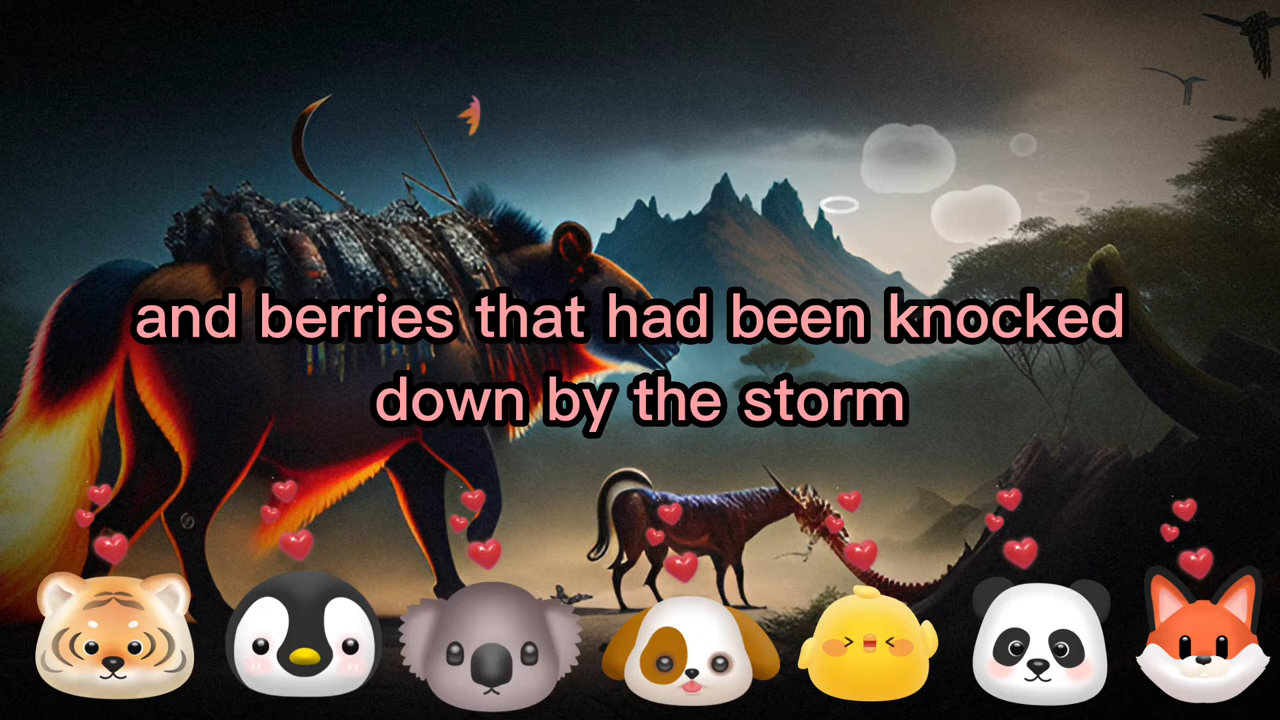 and berries that had been knocked
down by the storm